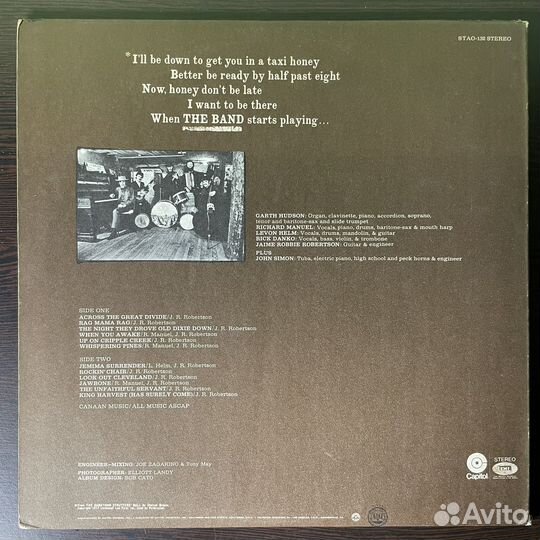 STAO-132 STEREO
*I'll be down to get you in a taxi honey
Better be ready by half past eight
Now, honey don't be late
I want to be there
When THE BAND starts playing...
GARTH HUDSON: Organ, clavinette, piano, accordion, soprano,
tenor and baritone-sax and slide trumpet
RICHARD MANUEL: Vocals, piano, drums, baritone-sax & mouth harp
LEVON HELM: Vocals, drums, mandolin, & guitar
RICK DANKO: Vocals, bass, violin, & trombone
JAIME ROBBIE ROBERTSON: Guitar & engineer
PLUS
JOHN SIMON: Tuba, electric piano, high school and peck horns & engineer
SIDE ONE
ACROSS THE GREAT DIVIDE/J. R. Robertson
RAG MAMA RAG/J. R. Robertson
THE NIGHT THEY DROVE OLD DIXIE DOWN/J. R. Robertson
WHEN YOU AWAKE/R. Manuel, J. R. Robertson
UP ON CRIPPLE CREEK/J. R. Robertson
WHISPERING PINES/R. Manuel, J. R. Robertson
SIDE TWO
JEMIMA SURRENDER/L. Helm, J. R. Robertson
ROCKIN CHAIR/J. R. Robertson
LOOK OUT CLEVELAND/J. R. Robertson
JAWBONE/R. Manuel, J. R. Robertson
THE UNFAITHFUL SERVANT/J. R. Robertson
KING HARVEST (HAS SURELY COME)/J. R. Robertson
CANAAN MUSIC/ALL MUSIC ASCAP
ENGINEER-MIXING: JOE ZAGARINO & Tony May
PHOTOGRAPHER: ELLIOTT LANDY
ALBUM DESIGN: BOB CATO
Capitol
STEREO
Avito